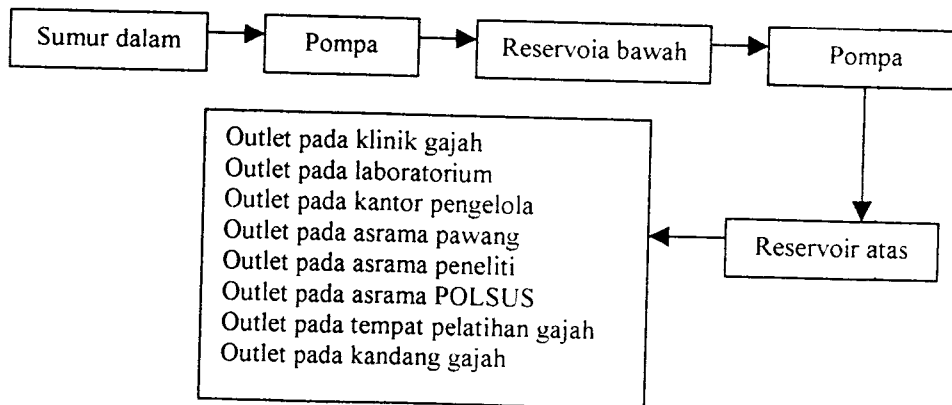 Sumur dalam
Pompa
Reservoia bawah
Pompa
Reservoir atas
Outlet pada klinik gajah
Outlet pada laboratorium
Outlet pada kantor pengelola
Outlet pada asrama pawang
Outlet pada asrama peneliti
Outlet pada asrama POLSUS
Outlet pada tempat pelatihan gajah
Outlet pada kandang gajah